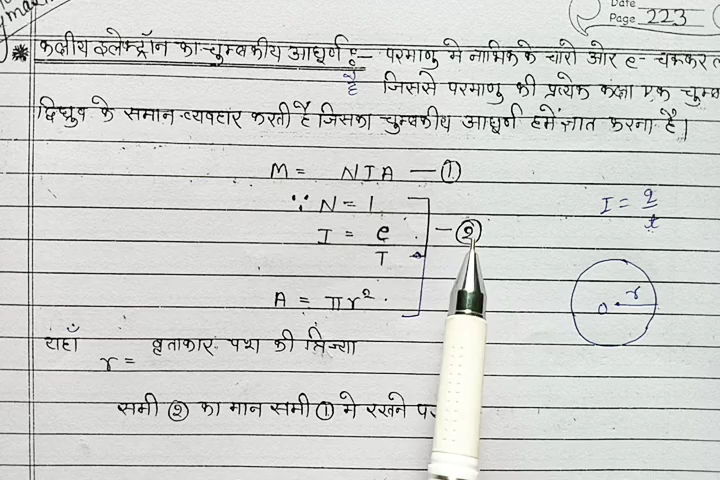 Date
Page 223
* कक्षीय इलेक्ट्रॉन का चुम्बकीय आघूर्ण :- परमाणु मे नाभिक के चारो ओर e- चक्कर
है जिससे परमाणु की प्रत्येक कक्षा एक
द्विध्रुव के समान व्यवहार करती है जिसका चुम्बकीय आघूर्ण हमें ज्ञात करना है।
M = NIA — ①
∵ N = 1
I = e/T — ②
A = πr²
I = q/t
O r
यहाँ r = वृताकार पथ की त्रिज्या
समी ② का मान समी ① मे रखने पर